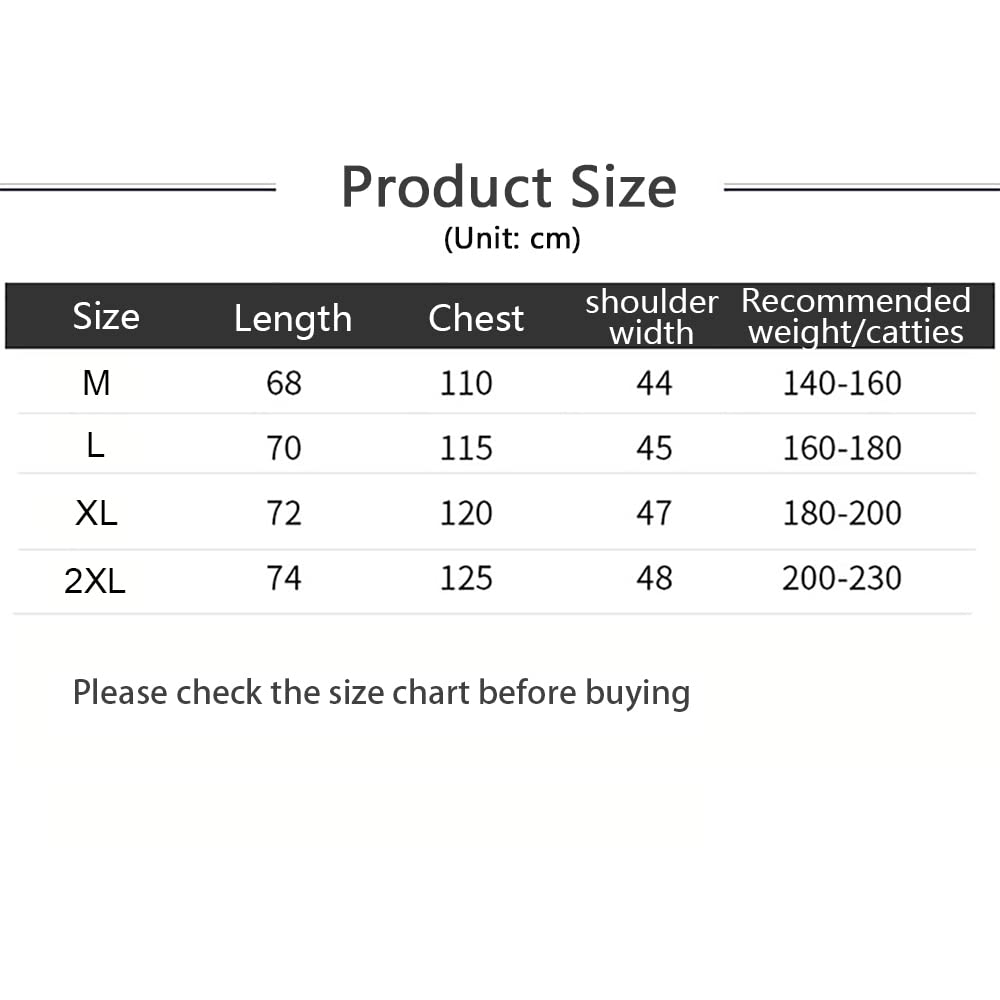 Product Size
(Unit: cm)
Size Length Chest shoulder width Recommended weight/catties
M 68 110 44 140-160
L 70 115 45 160-180
XL 72 120 47 180-200
2XL 74 125 48 200-230
Please check the size chart before buying